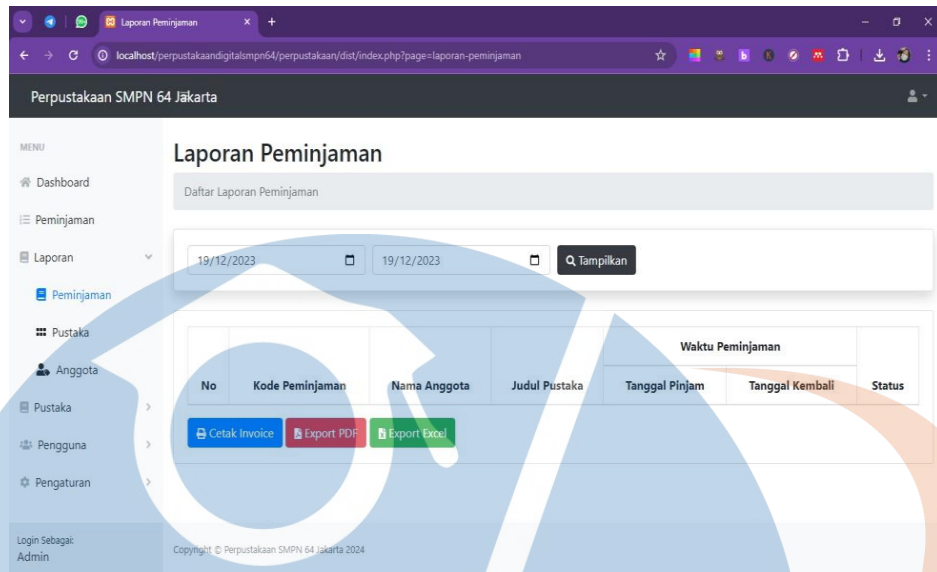 Laporan Peminjaman
localhost/perpustakaandigitalsmpn64/perpustakaan/dist/index.php?page=laporan-peminjaman
Perpustakaan SMPN 64 Jakarta
MENU
Dashboard
Peminjaman
Laporan
Peminjaman
Pustaka
Anggota
Pustaka
Pengguna
Pengaturan
Login Sebagai:
Admin
Laporan Peminjaman
Daftar Laporan Peminjaman
19/12/2023 19/12/2023 Tampilkan
Waktu Peminjaman
No Kode Peminjaman Nama Anggota Judul Pustaka Tanggal Pinjam Tanggal Kembali Status
Cetak Invoice Export PDF Export Excel
Copyright © Perpustakaan SMPN 64 Jakarta 2024